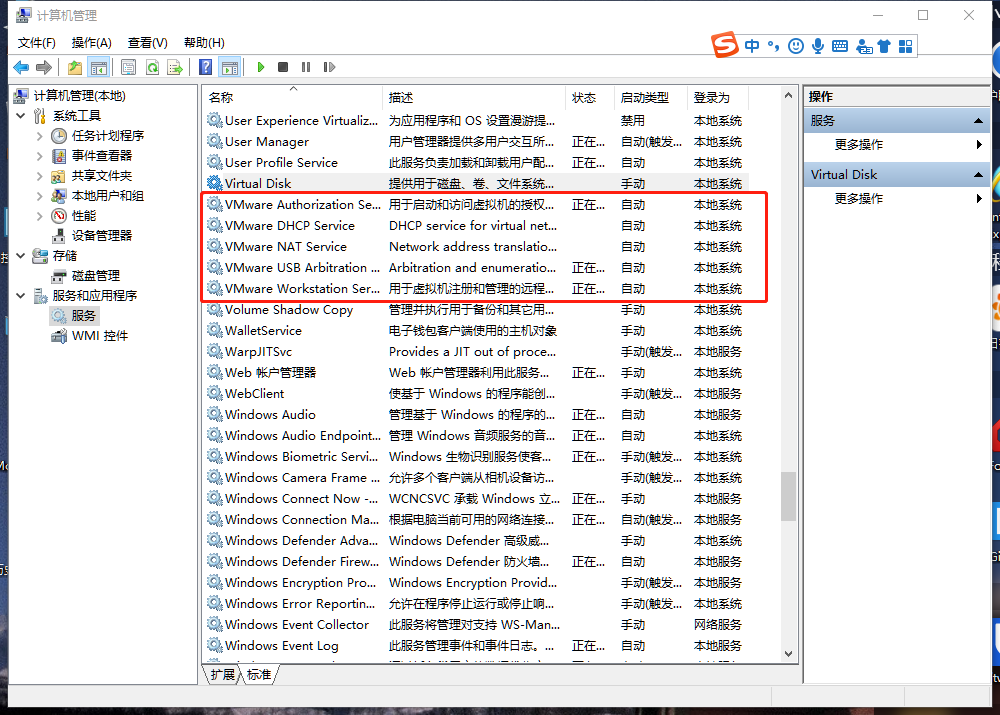 计算机管理
文件(F) 操作(A) 查看(V) 帮助(H)
中
计算机管理(本地)
系统工具
任务计划程序
事件查看器
共享文件夹
本地用户和组
性能
设备管理器
存储
磁盘管理
服务和应用程序
服务
WMI 控件
名称 描述 状态 启动类型 登录为
User Experience Virtualiz... 为应用程序和 OS 设置漫游提... 禁用 本地系统
User Manager 用户管理器提供多用户交互所... 正在... 自动(触发... 本地系统
User Profile Service 此服务负责加载和卸载用户配... 正在... 自动 本地系统
Virtual Disk 提供用于磁盘、卷、文件系统... 手动 本地系统
VMware Authorization Se... 用于启动和访问虚拟机的授权... 正在... 自动 本地系统
VMware DHCP Service DHCP service for virtual net... 自动 本地系统
VMware NAT Service Network address translatio... 自动 本地系统
VMware USB Arbitration ... Arbitration and enumeratio... 正在... 自动 本地系统
VMware Workstation Ser... 用于虚拟机注册和管理的远程... 正在... 自动 本地系统
Volume Shadow Copy 管理并执行用于备份和其它用... 手动 本地系统
WalletService 电子钱包客户端使用的主机对象 手动 本地系统
WarpJITSvc Provides a JIT out of proce... 手动(触发... 本地服务
Web 帐户管理器 Web 帐户管理器利用此服务... 正在... 手动 本地系统
WebClient 使基于 Windows 的程序能创... 手动(触发... 本地服务
Windows Audio 管理基于 Windows 的程序的... 正在... 自动 本地服务
Windows Audio Endpoint... 管理 Windows 音频服务的音... 正在... 自动 本地系统
Windows Biometric Servi... Windows 生物识别服务使客... 正在... 自动(触发... 本地系统
Windows Camera Frame ... 允许多个客户端从相机设备访... 手动(触发... 本地系统
Windows Connect Now -... WCNCSVC 承载 Windows 立... 正在... 手动 本地服务
Windows Connection Ma... 根据电脑当前可用的网络连接... 正在... 自动(触发... 本地服务
Windows Defender Adva... Windows Defender 高级威... 手动 本地系统
Windows Defender Firew... Windows Defender 防火墙... 正在... 自动 本地服务
Windows Encryption Pro... Windows Encryption Provid... 手动(触发... 本地服务
Windows Error Reportin... 允许在程序停止运行或停止响... 手动(触发... 本地系统
Windows Event Collector 此服务将管理对支持 WS-Man... 手动 网络服务
Windows Event Log 此服务管理事件和事件日志。... 正在... 自动 本地服务
扩展 标准
操作
服务
更多操作
Virtual Disk
更多操作